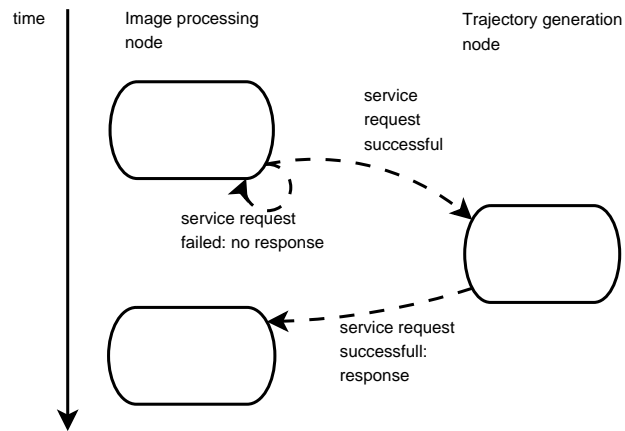 time
Image processing
node
Trajectory generation
node
service
request
successful
service request
failed: no response
service request
successfull:
response